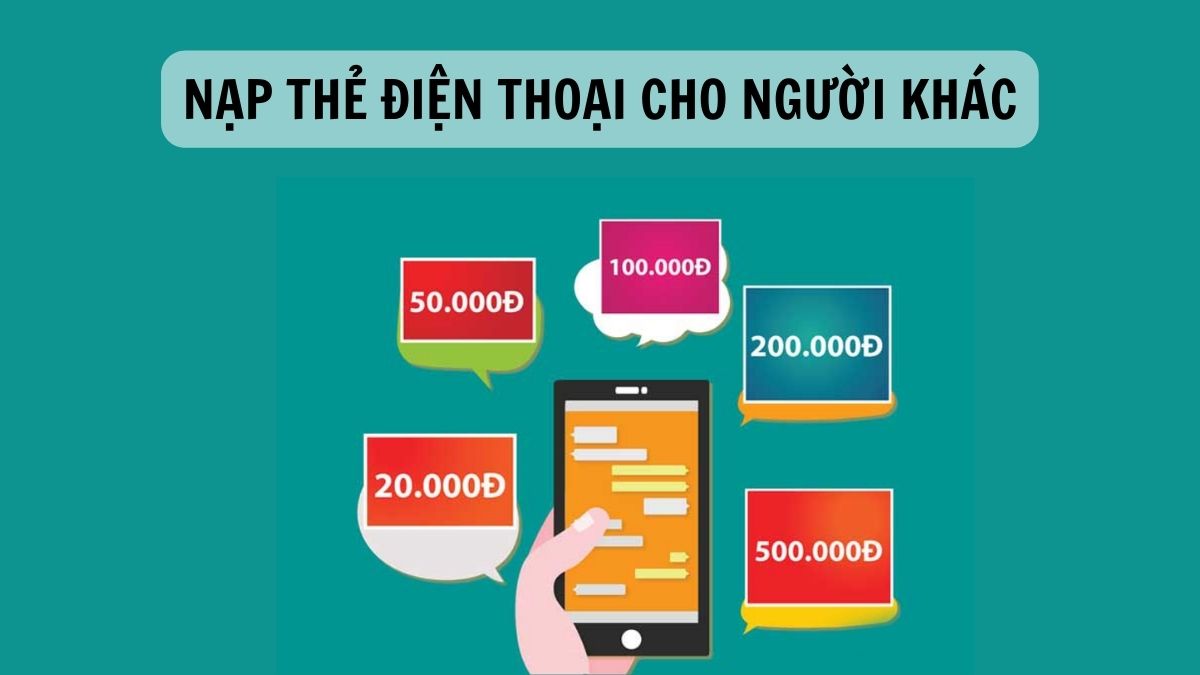 NẠP THẺ ĐIỆN THOẠI CHO NGƯỜI KHÁC
100.000Đ
50.000Đ
200.000Đ
20.000Đ
500.000Đ